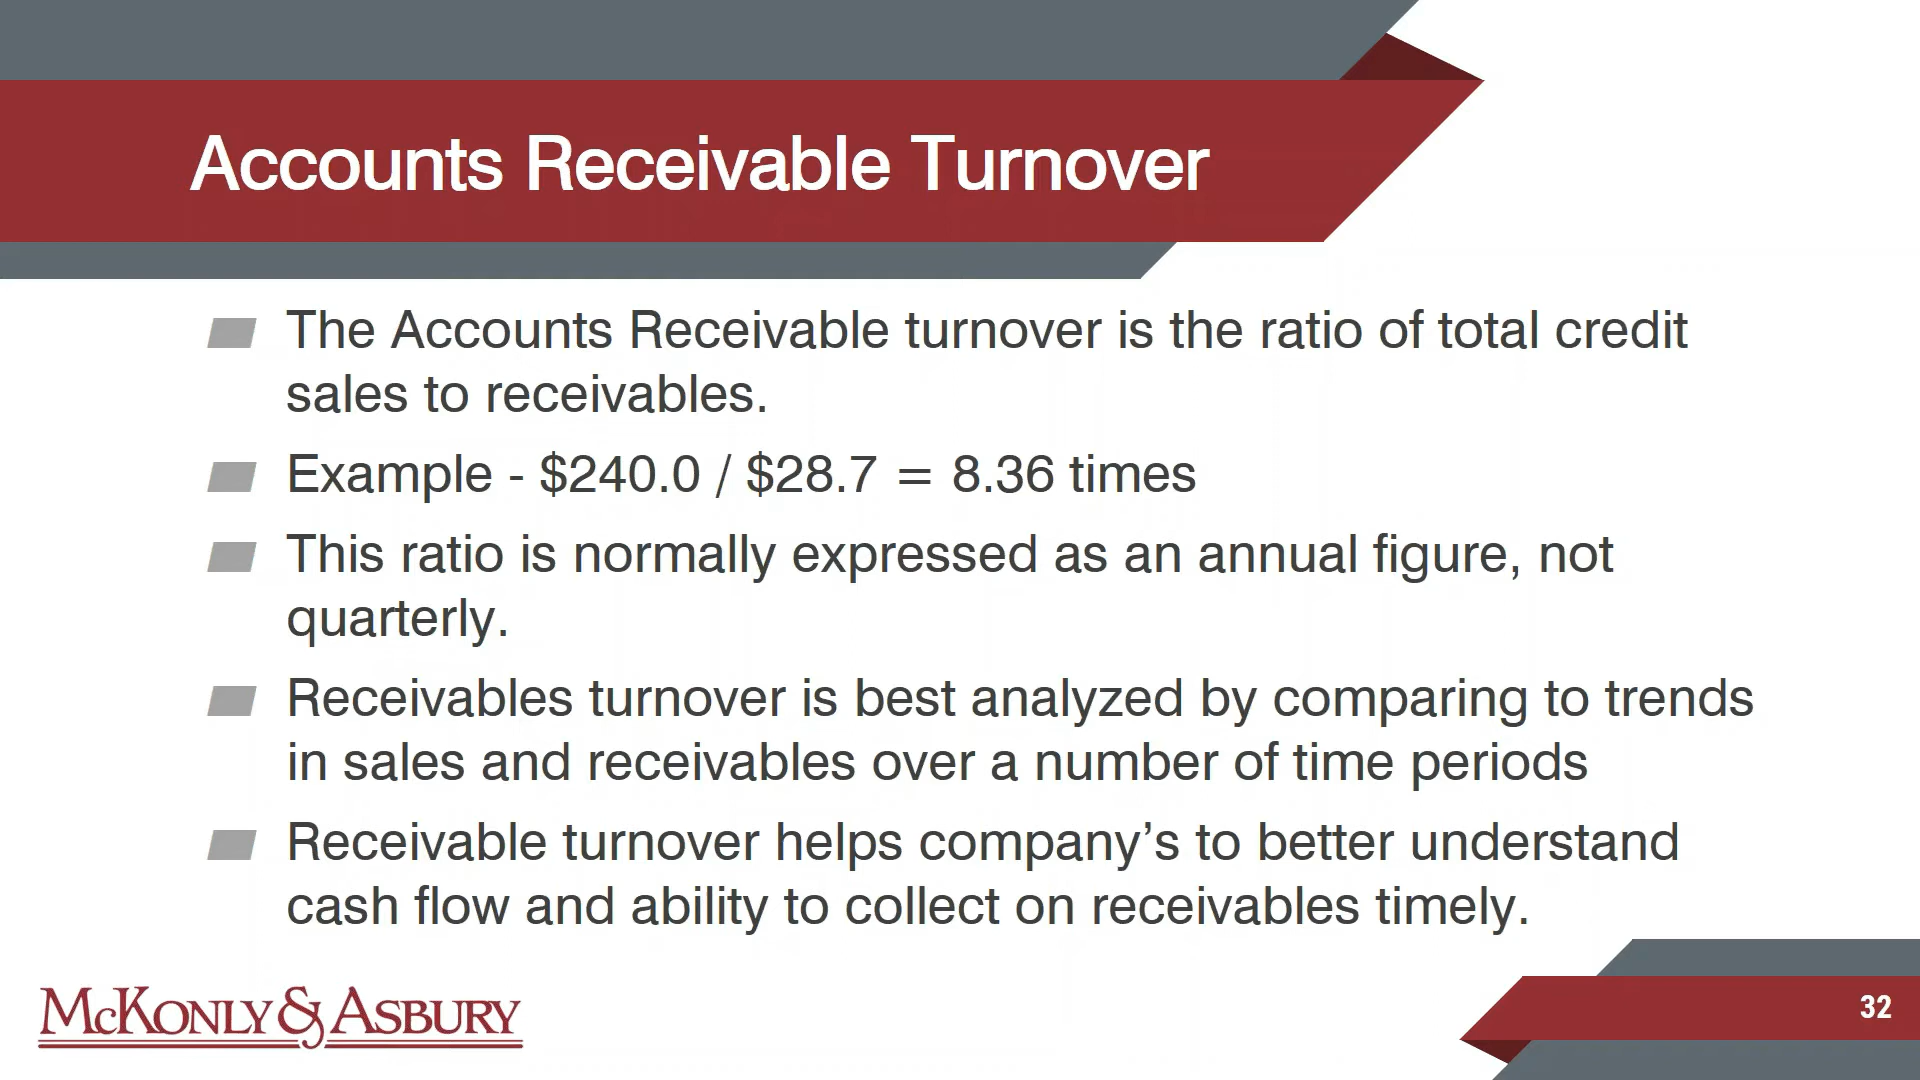 Accounts Receivable Turnover
The Accounts Receivable turnover is the ratio of total credit
sales to receivables.
Example - $240.0 / $28.7 = 8.36 times
This ratio is normally expressed as an annual figure, not
quarterly.
Receivables turnover is best analyzed by comparing to trends
in sales and receivables over a number of time periods
Receivable turnover helps company’s to better understand
cash flow and ability to collect on receivables timely.
McKonly & Asbury
32